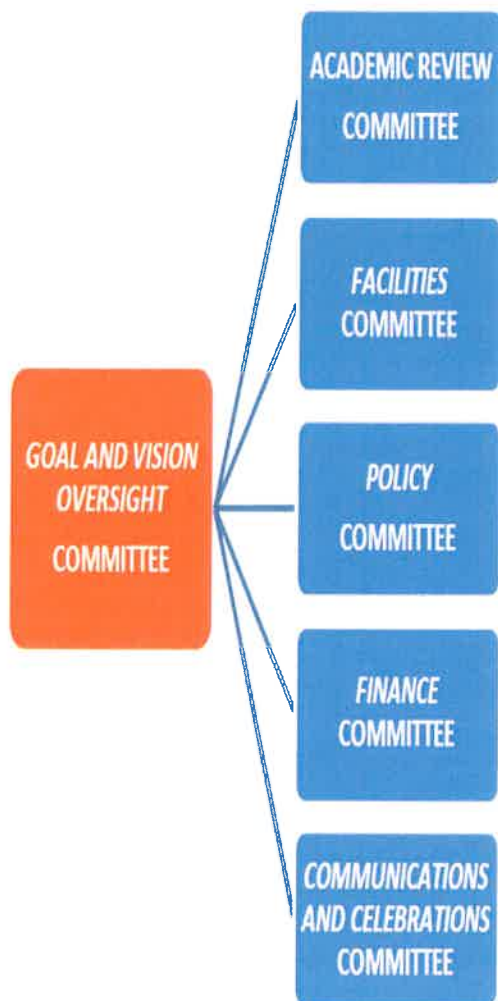 GOAL AND VISION
OVERSIGHT
COMMITTEE
ACADEMIC REVIEW
COMMITTEE
FACILITIES
COMMITTEE
POLICY
COMMITTEE
FINANCE
COMMITTEE
COMMUNICATIONS
AND CELEBRATIONS
COMMITTEE